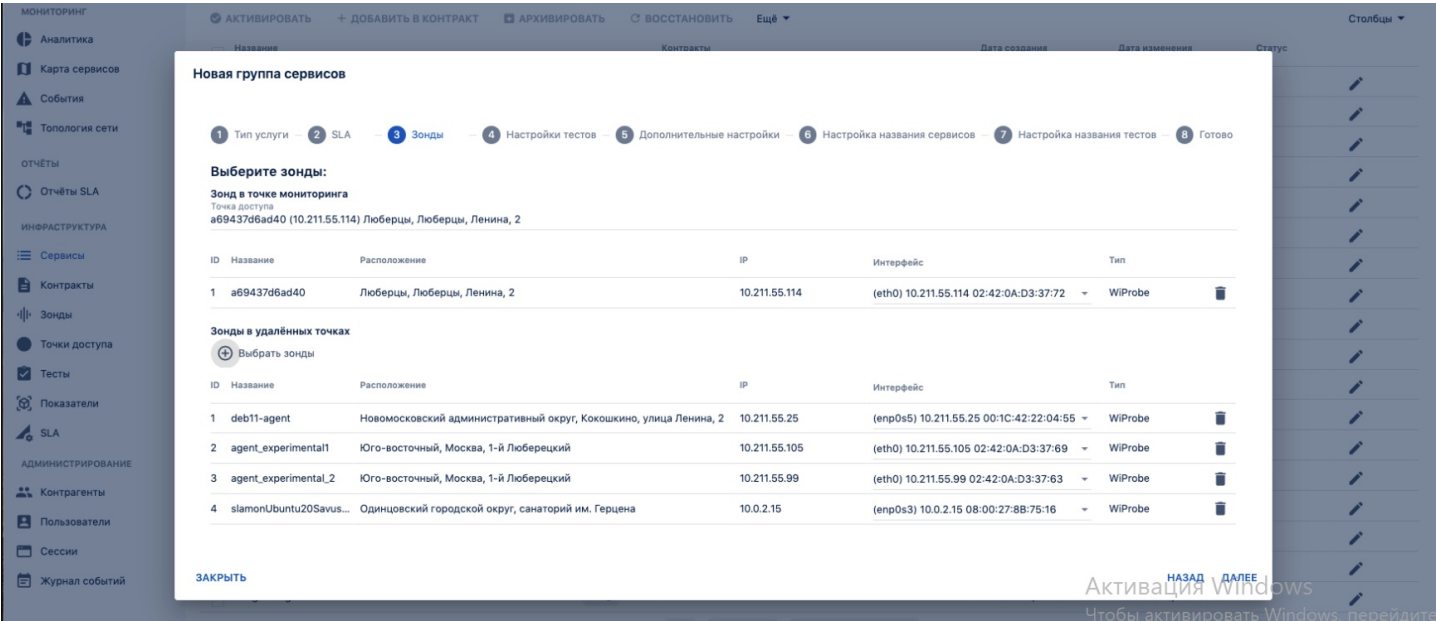 МОНИТОРИНГ
Аналитика
Карта сервисов
События
Топология сети
ОТЧЁТЫ
Отчёты SLA
ИНФРАСТРУКТУРА
Сервисы
Контракты
Зонды
Точки доступа
Тесты
Показатели
SLA
АДМИНИСТРИРОВАНИЕ
Контрагенты
Пользователи
Сессии
Журнал событий
АКТИВИРОВАТЬ + ДОБАВИТЬ В КОНТРАКТ АРХИВИРОВАТЬ ВОССТАНОВИТЬ Ещё Столбцы
Название Контракты Дата создания Дата изменения Статус
Новая группа сервисов
1 Тип услуги 2 SLA 3 Зонды 4 Настройки тестов 5 Дополнительные настройки 6 Настройка названия сервисов 7 Настройка названия тестов 8 Готово
Выберите зонды:
Зонд в точке мониторинга
Точка доступа
a69437d6ad40 (10.211.55.114) Люберцы, Люберцы, Ленина, 2
ID Название Расположение IP Интерфейс Тип
1 a69437d6ad40 Люберцы, Люберцы, Ленина, 2 10.211.55.114 (eth0) 10.211.55.114 02:42:0A:D3:37:72 WiProbe
Зонды в удалённых точках
Выбрать зонды
ID Название Расположение IP Интерфейс Тип
1 deb11-agent Новомосковский административный округ, Кокошкино, улица Ленина, 2 10.211.55.25 (enp0s5) 10.211.55.25 00:1C:42:22:04:55 WiProbe
2 agent_experimental1 Юго-восточный, Москва, 1-й Люберецкий 10.211.55.105 (eth0) 10.211.55.105 02:42:0A:D3:37:69 WiProbe
3 agent_experimental_2 Юго-восточный, Москва, 1-й Люберецкий 10.211.55.99 (eth0) 10.211.55.99 02:42:0A:D3:37:63 WiProbe
4 slamonUbuntu20Savus... Одинцовский городской округ, санаторий им. Герцена 10.0.2.15 (enp0s3) 10.0.2.15 08:00:27:8B:75:16 WiProbe
ЗАКРЫТЬ НАЗАД ДАЛЕЕ
Активация Windows
Чтобы активировать Windows, перейдите